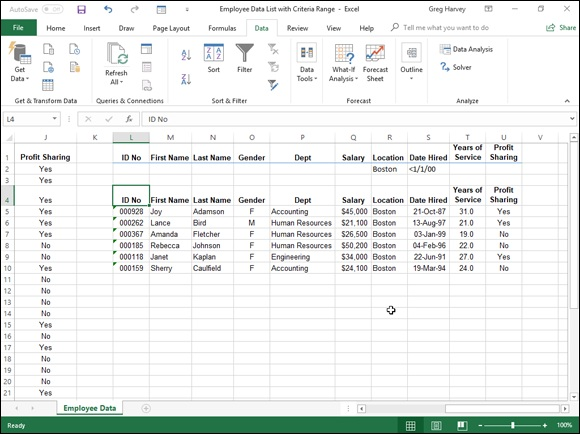 AutoSave Off Employee Data List with Criteria Range - Excel Greg Harvey
File Home Insert Draw Page Layout Formulas Data Review View Help Tell me Share
Get Data Refresh All Sort Filter Data Tools What-If Analysis Forecast Sheet Outline Data Analysis Solver
Get & Transform Data Queries & Connections Sort & Filter Forecast Analyze
L4 fx ID No
J K L M N O P Q R S T U V
1 Profit Sharing ID No First Name Last Name Gender Dept Salary Location Date Hired Years of Service Profit Sharing
2 Yes Boston <1/1/00
3 Yes
4 Yes ID No First Name Last Name Gender Dept Salary Location Date Hired Years of Service Profit Sharing
5 Yes 000928 Joy Adamson F Accounting $45,000 Boston 21-Oct-87 31.0 Yes
6 Yes 000262 Lance Bird M Human Resources $21,100 Boston 13-Aug-97 21.0 Yes
7 Yes 000367 Amanda Fletcher F Human Resources $26,500 Boston 03-Jan-99 19.0 No
8 No 000185 Rebecca Johnson F Human Resources $50,200 Boston 04-Feb-96 22.0 No
9 No 000118 Janet Kaplan F Engineering $34,000 Boston 22-Jun-91 27.0 Yes
10 Yes 000159 Sherry Caulfield F Accounting $24,100 Boston 19-Mar-94 24.0 No
11 No
12 No
13 No
14 No
15 Yes
16 No
17 Yes
18 No
19 No
20 No
21 Yes
Employee Data
Ready 100%